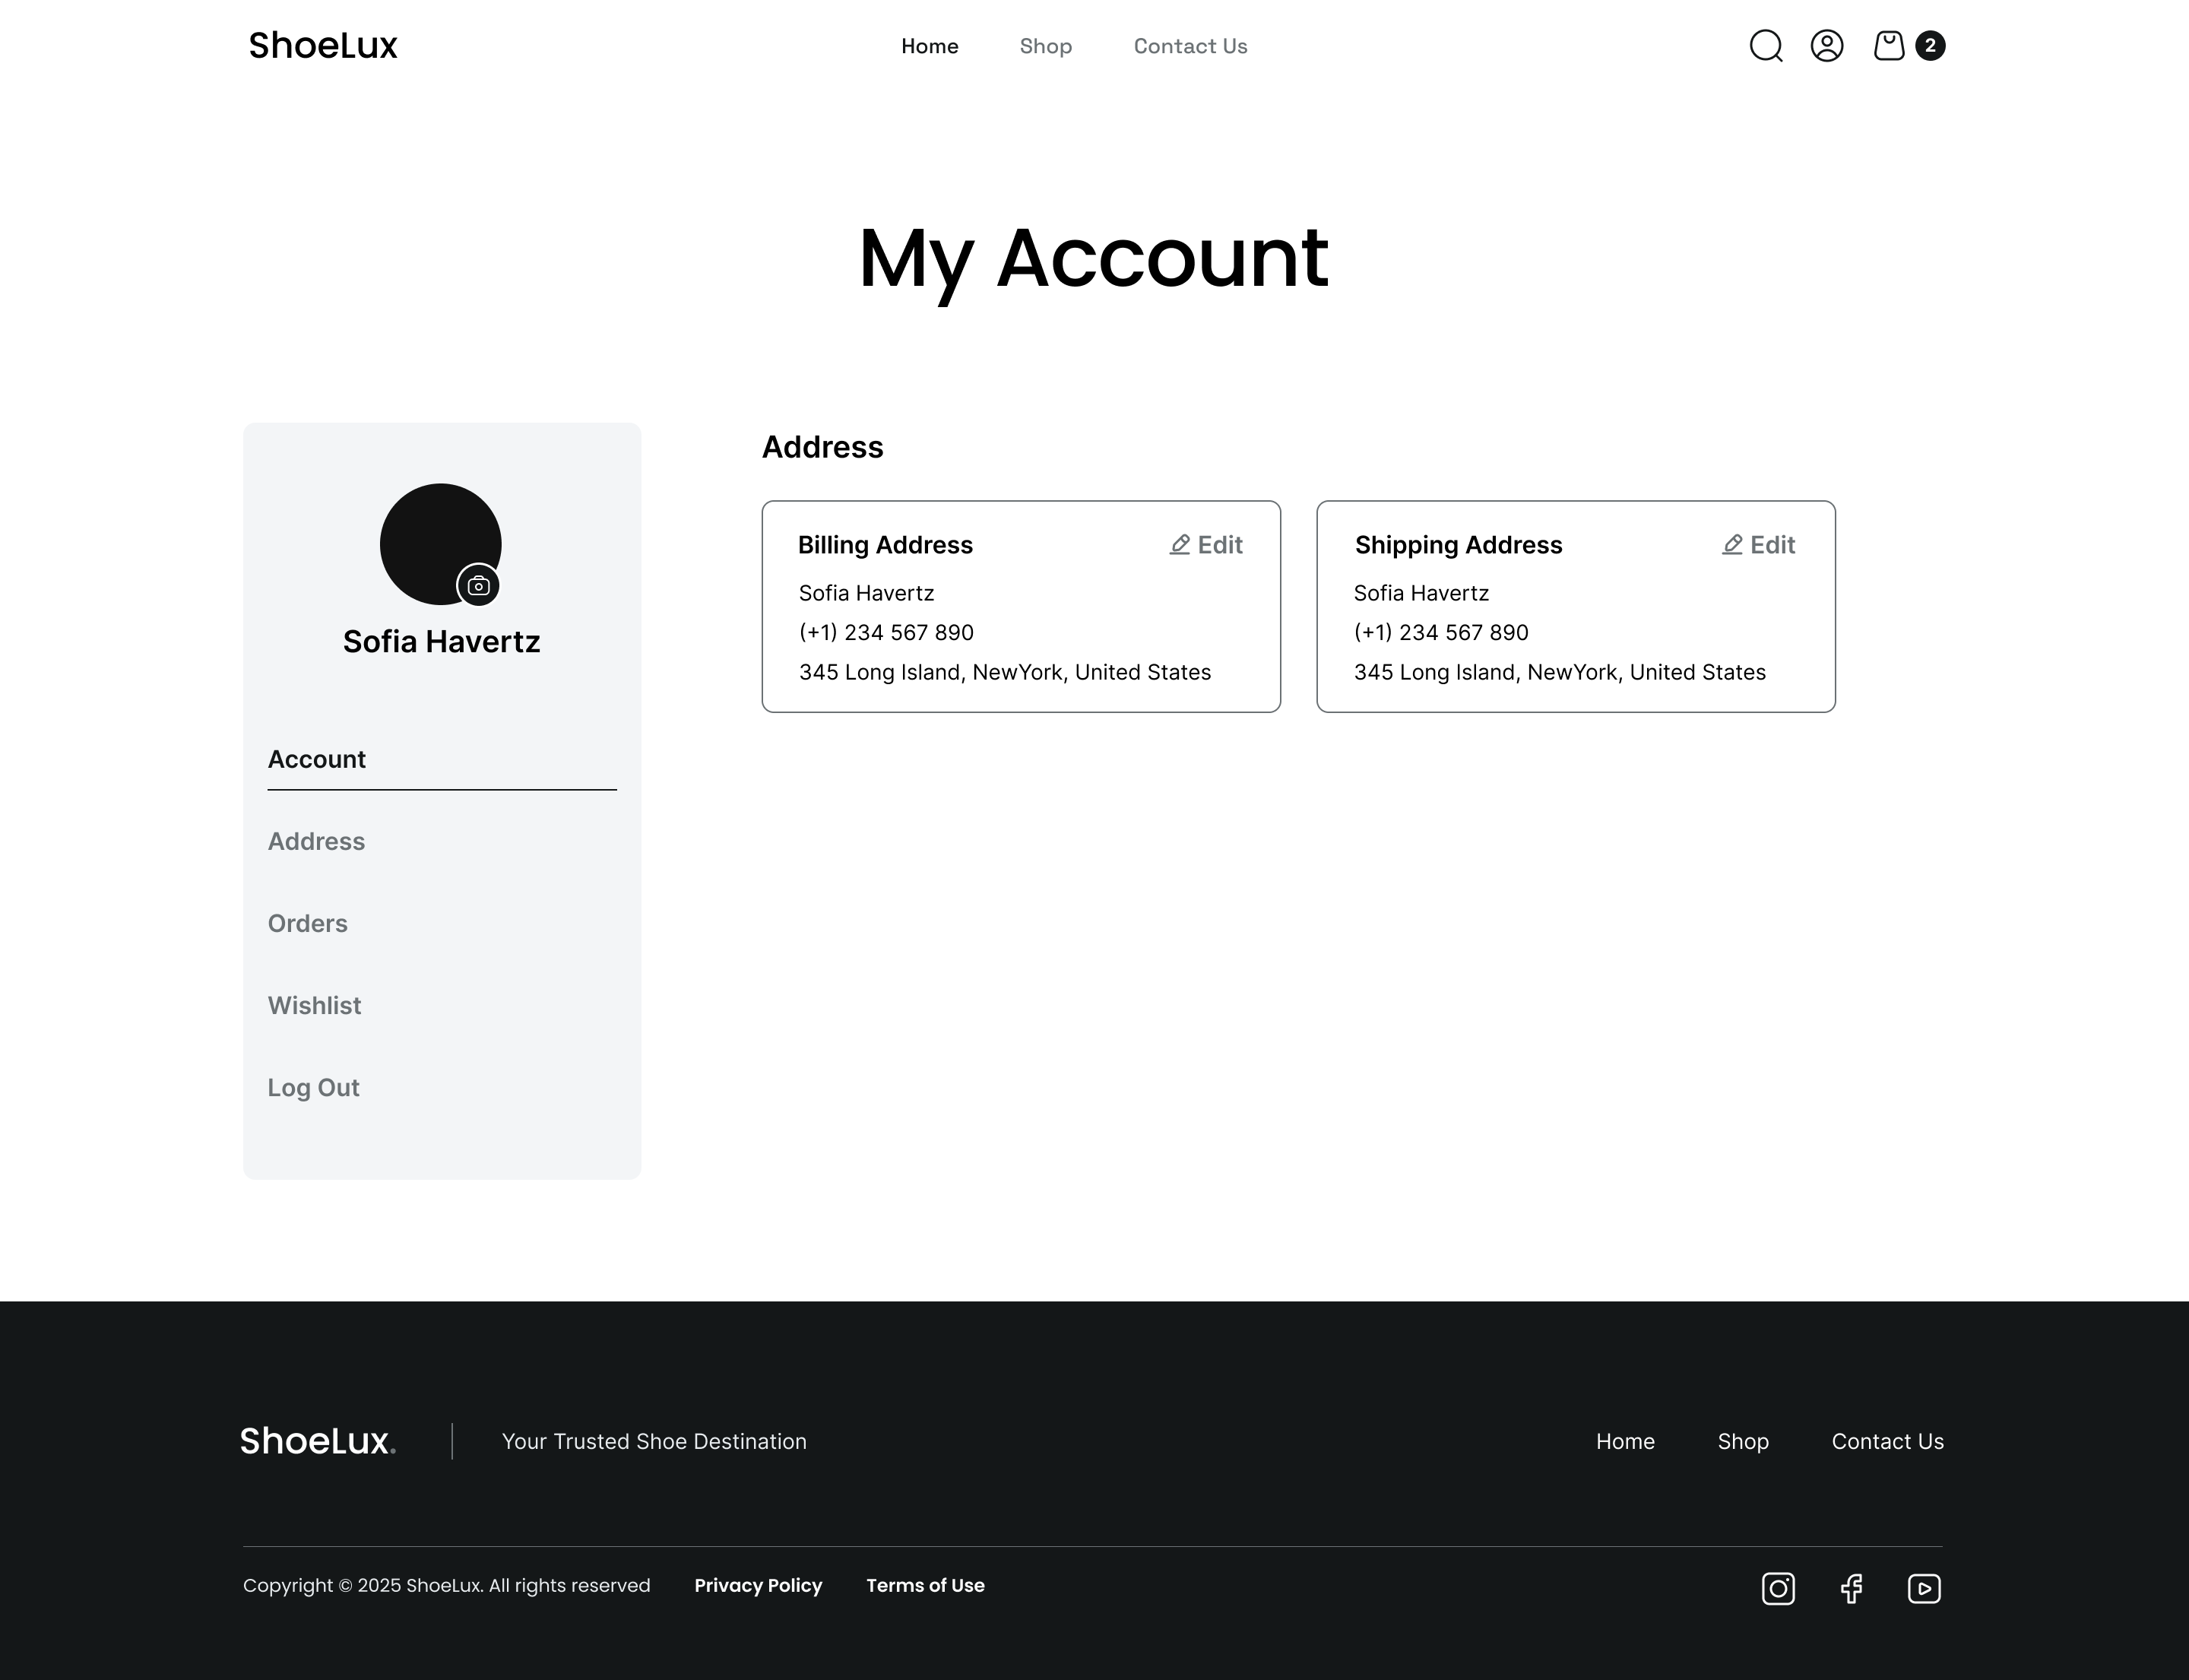 ShoeLux
Home Shop Contact Us
2
My Account
Sofia Havertz
Account
Address
Orders
Wishlist
Log Out
Address
Billing Address Edit
Sofia Havertz
(+1) 234 567 890
345 Long Island, NewYork, United States
Shipping Address Edit
Sofia Havertz
(+1) 234 567 890
345 Long Island, NewYork, United States
ShoeLux.
Your Trusted Shoe Destination
Home Shop Contact Us
Copyright © 2025 ShoeLux. All rights reserved Privacy Policy Terms of Use